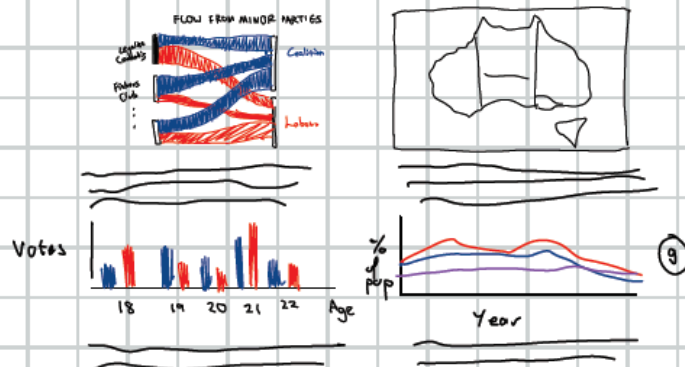 FLOW FROM MINOR PARTIES
Coalition
Labour
Votes
18 19 20 21 22 Age
% of pop
Year
9